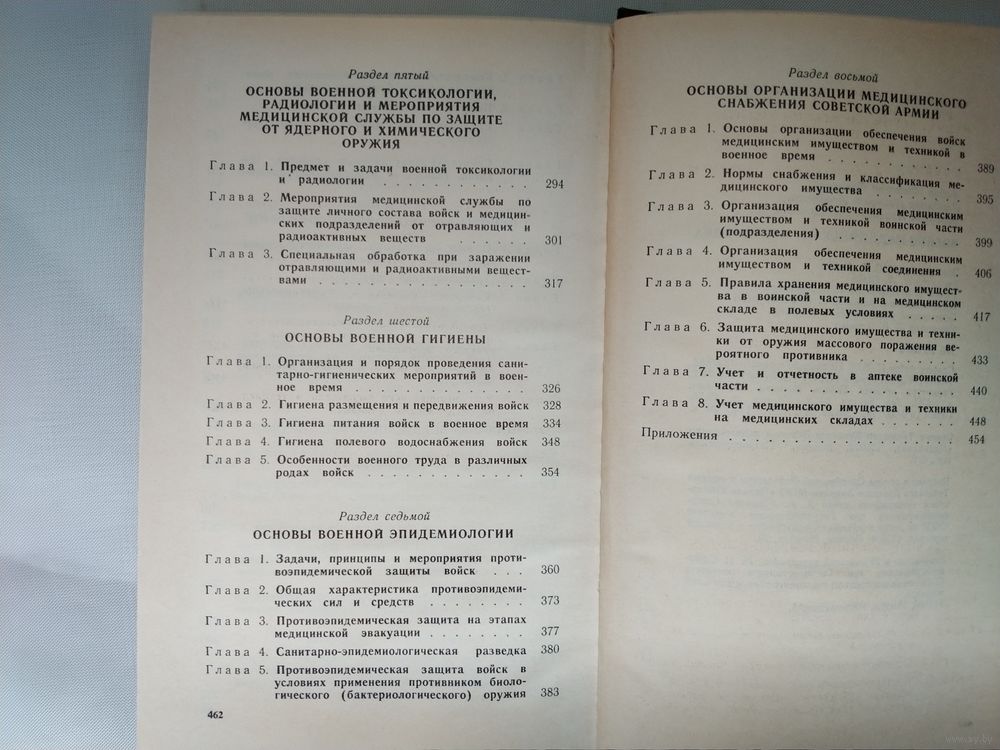 Раздел пятый
ОСНОВЫ ВОЕННОЙ ТОКСИКОЛОГИИ,
РАДИОЛОГИИ И МЕРОПРИЯТИЯ
МЕДИЦИНСКОЙ СЛУЖБЫ ПО ЗАЩИТЕ
ОТ ЯДЕРНОГО И ХИМИЧЕСКОГО
ОРУЖИЯ
Глава 1. Предмет и задачи военной токсикологии
и радиологии . . . . . . . . . . . . 294
Глава 2. Мероприятия медицинской службы по
защите личного состава войск и медицин-
ских подразделений от отравляющих и
радиоактивных веществ . . . . . . 301
Глава 3. Специальная обработка при заражении
отравляющими и радиоактивными вещест-
вами . . . . . . . . . . . . . . . . . 317
Раздел шестой
ОСНОВЫ ВОЕННОЙ ГИГИЕНЫ
Глава 1. Организация и порядок проведения сани-
тарно-гигиенических мероприятий в воен-
ное время . . . . . . . . . . . . . 326
Глава 2. Гигиена размещения и передвижения войск 328
Глава 3. Гигиена питания войск в военное время 334
Глава 4. Гигиена полевого водоснабжения войск 348
Глава 5. Особенности военного труда в различных
родах войск . . . . . . . . . . . . 354
Раздел седьмой
ОСНОВЫ ВОЕННОЙ ЭПИДЕМИОЛОГИИ
Глава 1. Задачи, принципы и мероприятия проти-
воэпидемической защиты войск . . . 360
Глава 2. Общая характеристика противоэпидеми-
ческих сил и средств . . . . . . . . 373
Глава 3. Противоэпидемическая защита на этапах
медицинской эвакуации . . . . . . . . 377
Глава 4. Санитарно-эпидемиологическая разведка 380
Глава 5. Противоэпидемическая защита войск в
условиях применения противником биоло-
гического (бактериологического) оружия 383
462
Раздел восьмой
ОСНОВЫ ОРГАНИЗАЦИИ МЕДИЦИНСКОГО
СНАБЖЕНИЯ СОВЕТСКОЙ АРМИИ
Глава 1. Основы организации обеспечения войск
медицинским имуществом и техникой в
военное время . . . . . . . . . . . . 389
Глава 2. Нормы снабжения и классификация ме-
дицинского имущества . . . . . . . . 395
Глава 3. Организация обеспечения медицинским
имуществом и техникой воинской части
(подразделения) . . . . . . . . . . . 399
Глава 4. Организация обеспечения медицинским
имуществом и техникой соединения . 406
Глава 5. Правила хранения медицинского имущест-
ва в воинской части и на медицинском
складе в полевых условиях . . . . . 417
Глава 6. Защита медицинского имущества и техни-
ки от оружия массового поражения ве-
роятного противника . . . . . . . . . 433
Глава 7. Учет и отчетность в аптеке воинской
части . . . . . . . . . . . . . . . . . 440
Глава 8. Учет медицинского имущества и техники
на медицинских складах . . . . . . . 448
Приложения . . . . . . . . . . . . . . . . . . . 454
www.ay.by